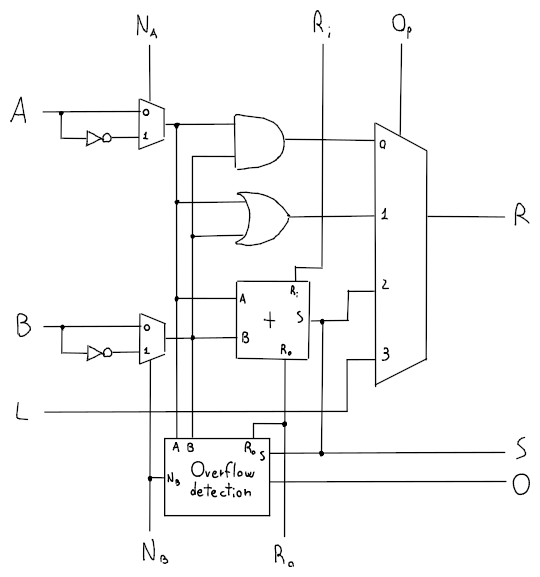 N_A R_i O_p
A 0
1
0
1 R
R_i 2
A
+ S
B 0 B
1 R_o 3
L
A B R_o S S
N_B Overflow O
detection
N_B R_o